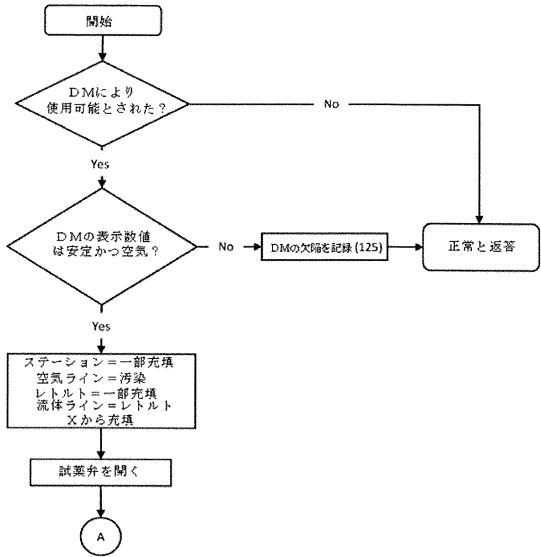 開始
DMにより
使用可能とされた?
No
Yes
DMの表示数値
は安定かつ空気?
No
DMの欠陥を記録(125)
正常と返答
Yes
ステーション=一部充填
空気ライン=汚染
レトルト=一部充填
流体ライン=レトルト
Xから充填
試薬弁を開く
A